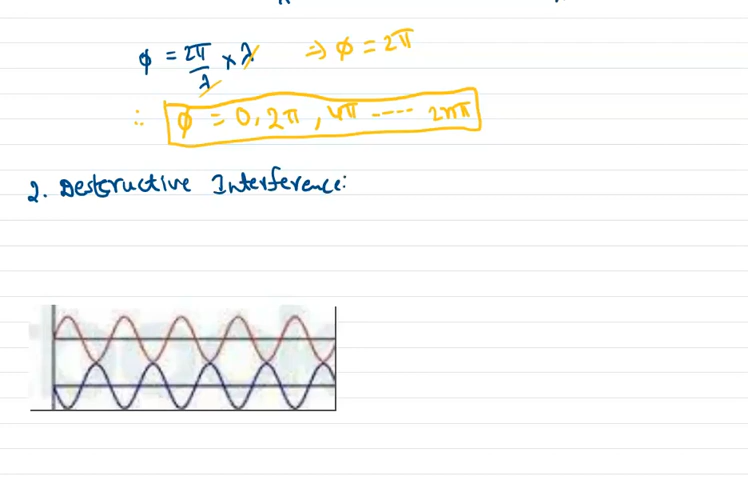 ϕ = 2π/λ × λ ⇒ ϕ = 2π
∴ ϕ = 0, 2π, 4π ---- 2nπ
2. Destructive Interference: